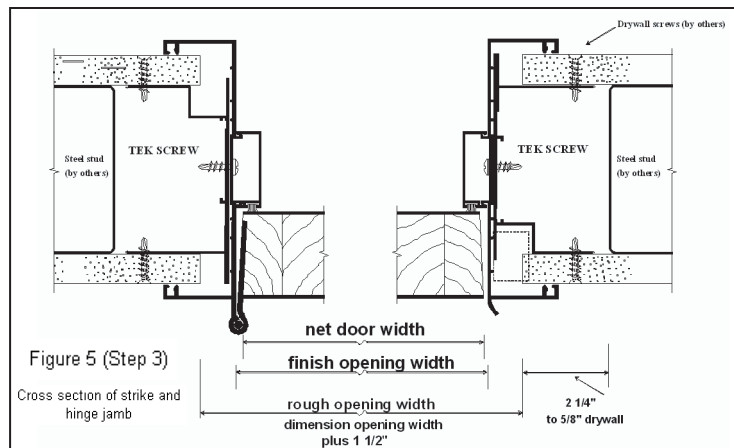 Drywall screws (by others)
TEK SCREW
TEK SCREW
Steel stud
(by others)
Steel stud
(by others)
net door width
finish opening width
rough opening width
dimension opening width
plus 1 1/2"
2 1/4"
to 5/8" drywall
Figure 5 (Step 3)
Cross section of strike and
hinge jamb